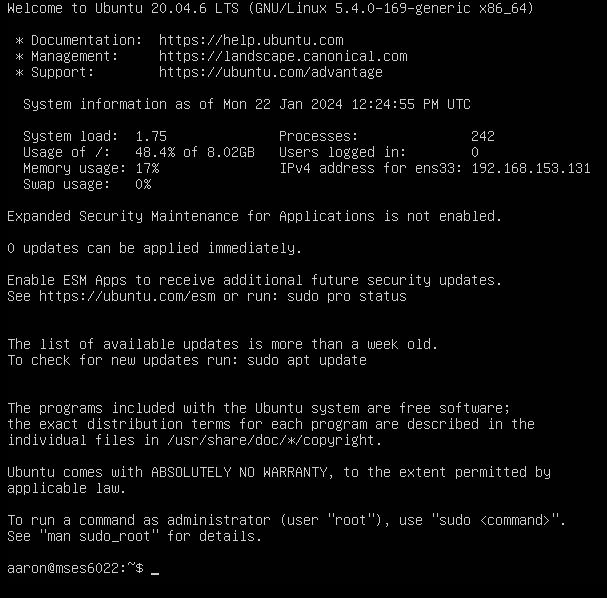 Welcome to Ubuntu 20.04.6 LTS (GNU/Linux 5.4.0-169-generic x86_64)
* Documentation:  https://help.ubuntu.com
* Management:     https://landscape.canonical.com
* Support:        https://ubuntu.com/advantage
System information as of Mon 22 Jan 2024 12:24:55 PM UTC
System load:  1.75              Processes:              242
Usage of /:   48.4% of 8.02GB   Users logged in:        0
Memory usage: 17%               IPv4 address for ens33: 192.168.153.131
Swap usage:   0%
Expanded Security Maintenance for Applications is not enabled.
0 updates can be applied immediately.
Enable ESM Apps to receive additional future security updates.
See https://ubuntu.com/esm or run: sudo pro status
The list of available updates is more than a week old.
To check for new updates run: sudo apt update
The programs included with the Ubuntu system are free software;
the exact distribution terms for each program are described in the
individual files in /usr/share/doc/*/copyright.
Ubuntu comes with ABSOLUTELY NO WARRANTY, to the extent permitted by
applicable law.
To run a command as administrator (user "root"), use "sudo <command>".
See "man sudo_root" for details.
aaron@mses6022:~$ _